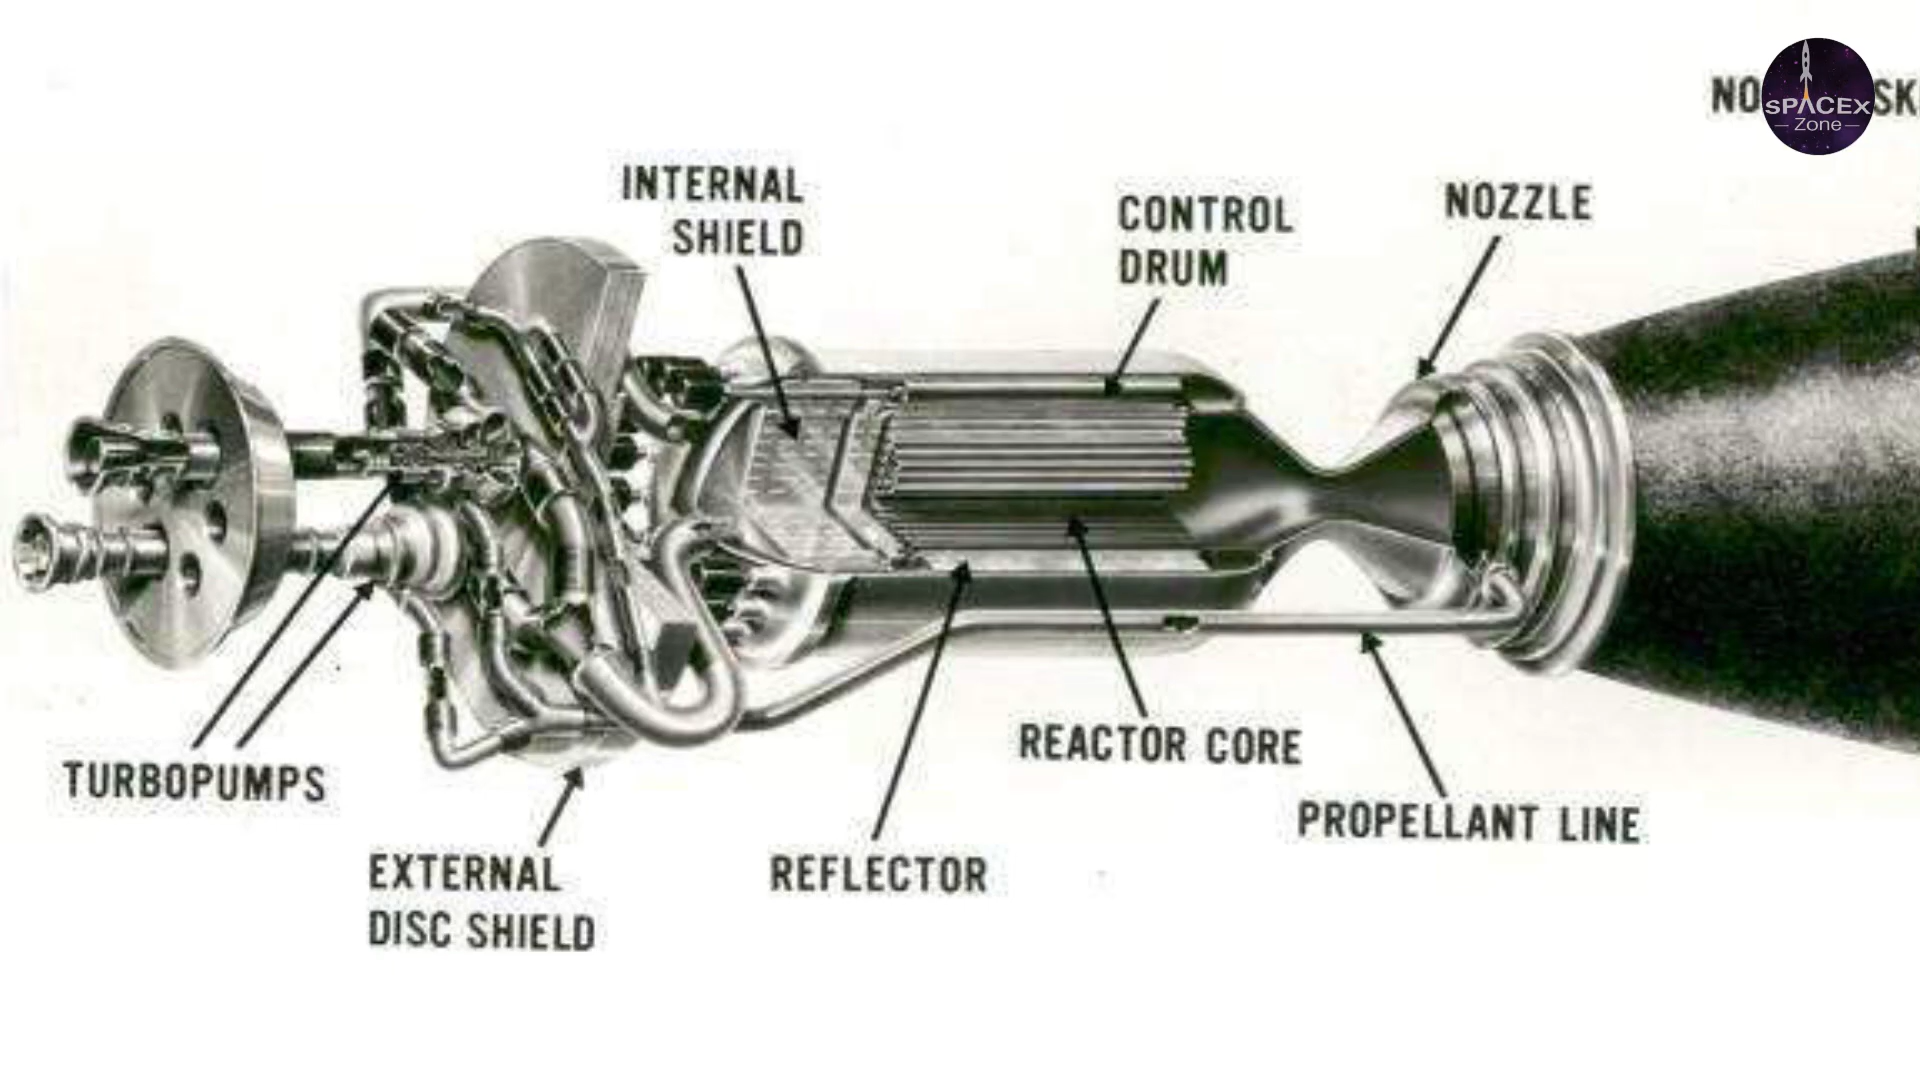 NO SK
SPACEX
Zone
INTERNAL
SHIELD
CONTROL
DRUM
NOZZLE
TURBOPUMPS
EXTERNAL
DISC SHIELD
REFLECTOR
REACTOR CORE
PROPELLANT LINE